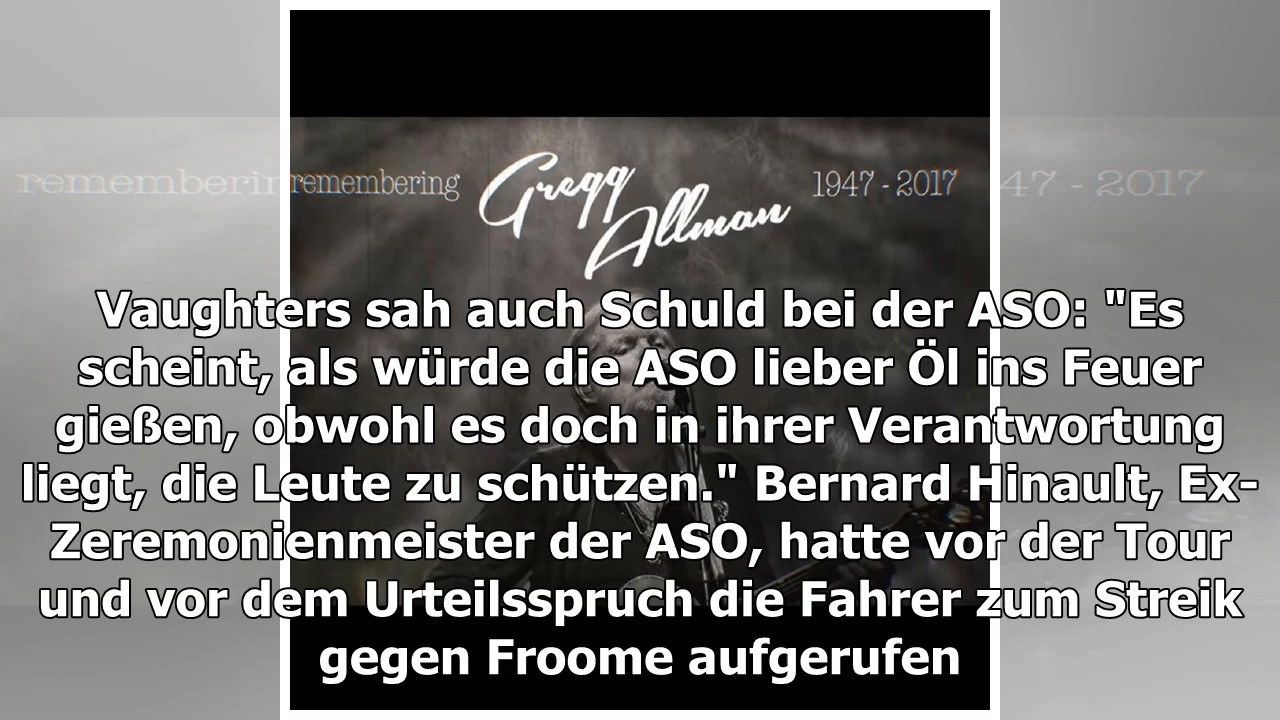 rememberin
remembering
Gregg
Allman
1947 - 2017
47 - 2017
Vaughters sah auch Schuld bei der ASO: "Es
scheint, als würde die ASO lieber Öl ins Feuer
gießen, obwohl es doch in ihrer Verantwortung
liegt, die Leute zu schützen." Bernard Hinault, Ex-
Zeremonienmeister der ASO, hatte vor der Tour
und vor dem Urteilsspruch die Fahrer zum Streik
gegen Froome aufgerufen